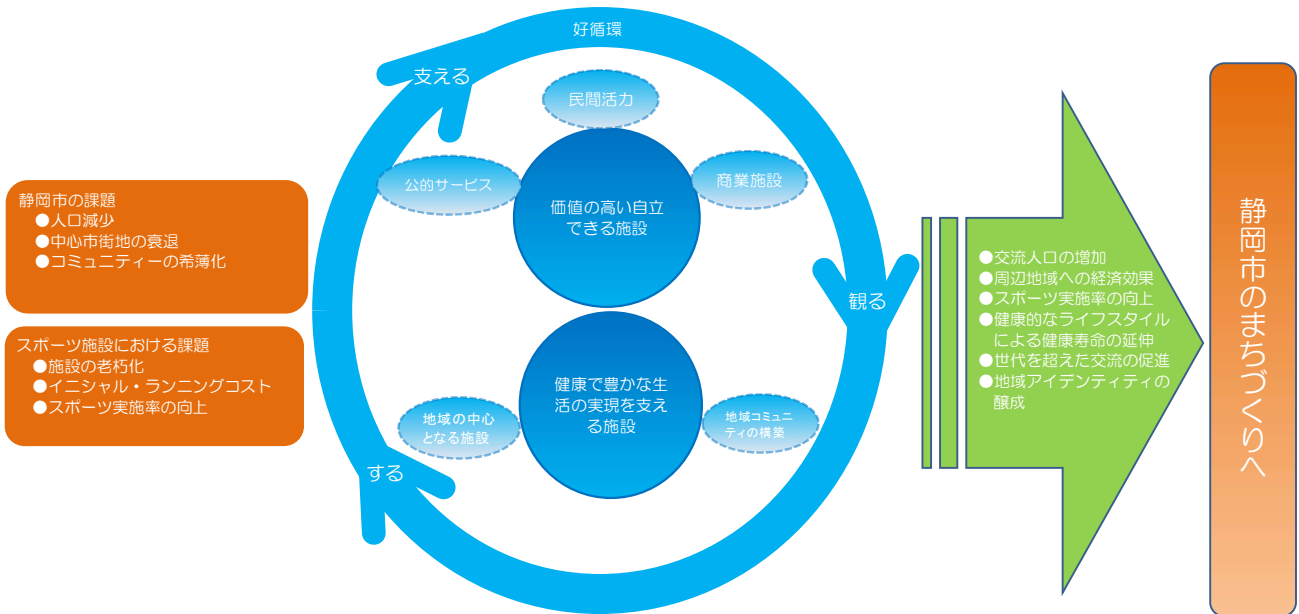 静岡市の課題
●人口減少
●中心市街地の衰退
●コミュニティーの希薄化
スポーツ施設における課題
●施設の老朽化
●イニシャル・ランニングコスト
●スポーツ実施率の向上
好循環
支える
民間活力
公的サービス
商業施設
価値の高い自立
できる施設
観る
健康で豊かな生
活の実現を支え
る施設
地域の中心
となる施設
地域コミュニ
ティの構築
する
●交流人口の増加
●周辺地域への経済効果
●スポーツ実施率の向上
●健康的なライフスタイル
による健康寿命の延伸
●世代を超えた交流の促進
●地域アイデンティティの
醸成
静岡市のまちづくりへ